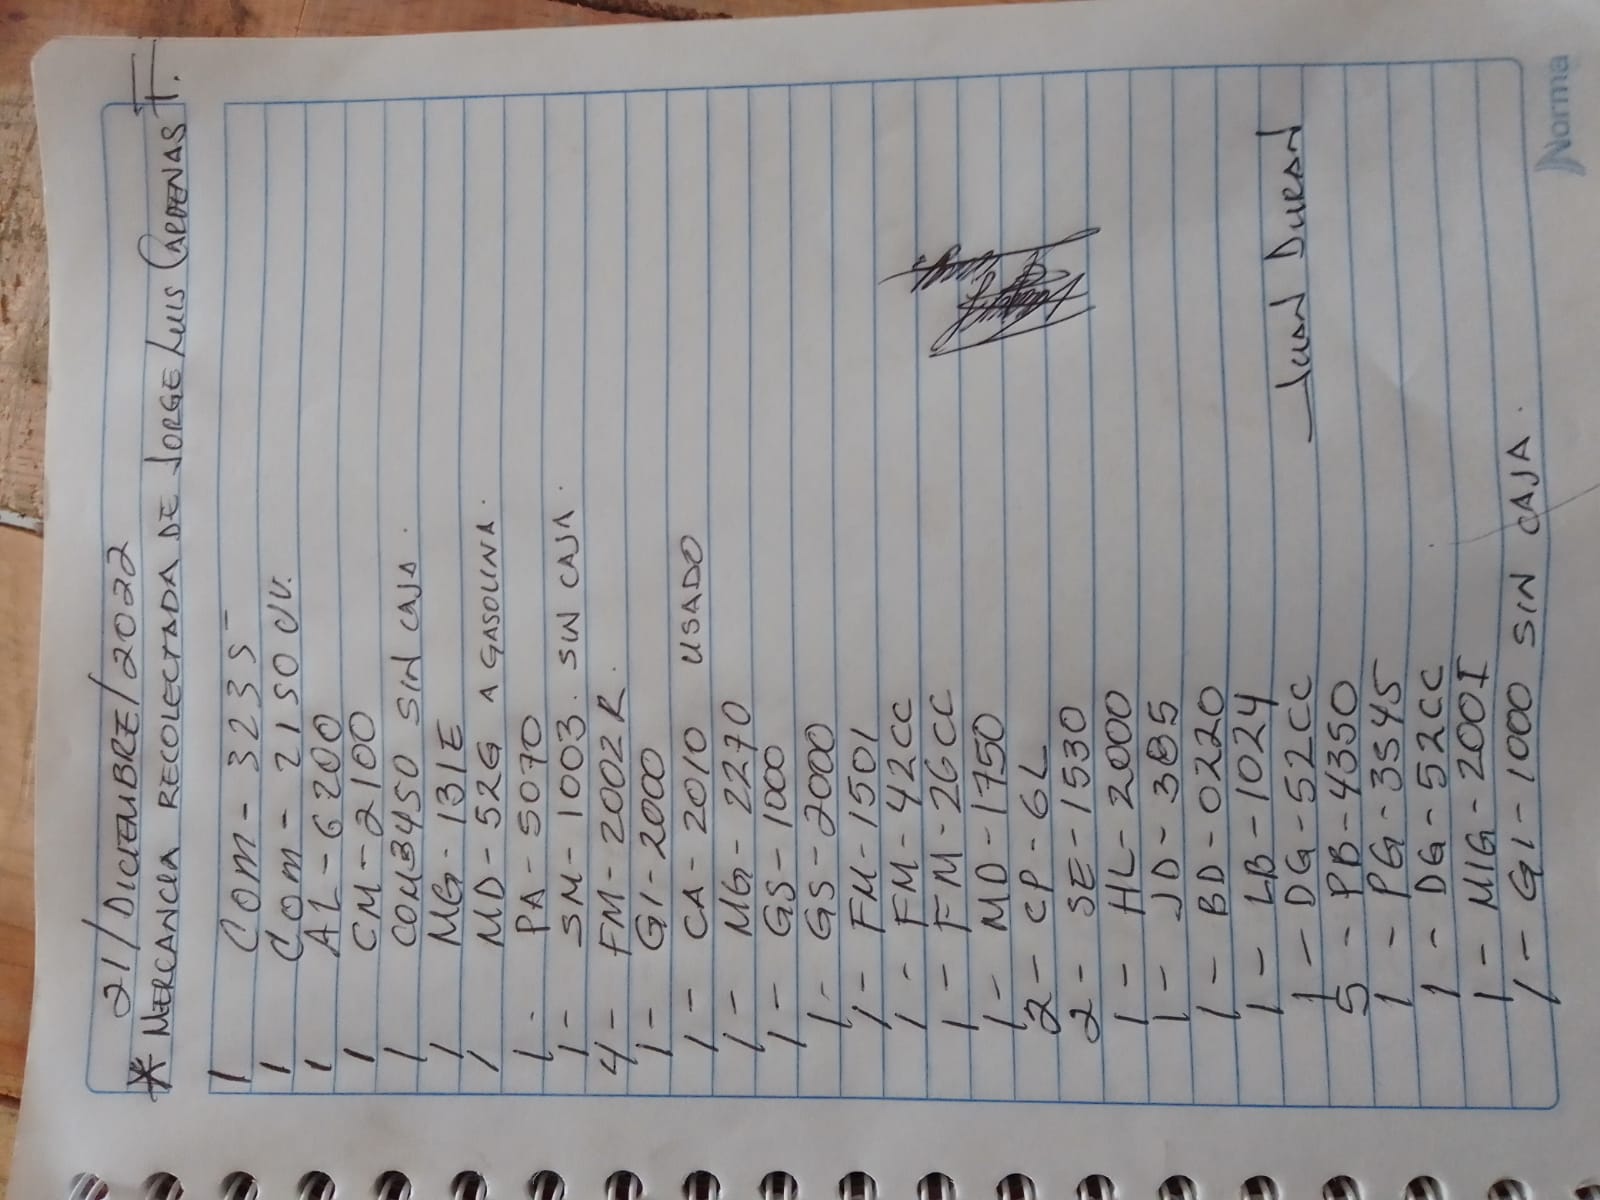 21/DICIEMBRE/2022
* MERCANCIA RECOLECTADA DE JORGE LUIS CARDENAS T.
1 COM-3235
1 COM-2150 C/V.
1 AL-6200
1 CM-2100
1 COMB450 SIN CAJA.
1 MG-131E
1 MD-52G A GASOLINA.
1- PA-5070
1- SM-1003. SIN CAJA.
4- FM-2002R.
1- GI-2000
1- CA-2010 USADO
1- MG-2270
1- GS-1000
1- GS-2000
1- FM-1501
1- FM-42CC
1- FM-26CC
1- MD-1750
2- CP-6L
2- SE-1530
1- HL-2000
1- JD-385
1- BD-0220
1- LB-1024
1- DG-52CC
Juan Duran
5- PB-4350
1- PG-3545
1- DG-52CC
1- MIG-200I
1- GI-1000 SIN CAJA.
Norma